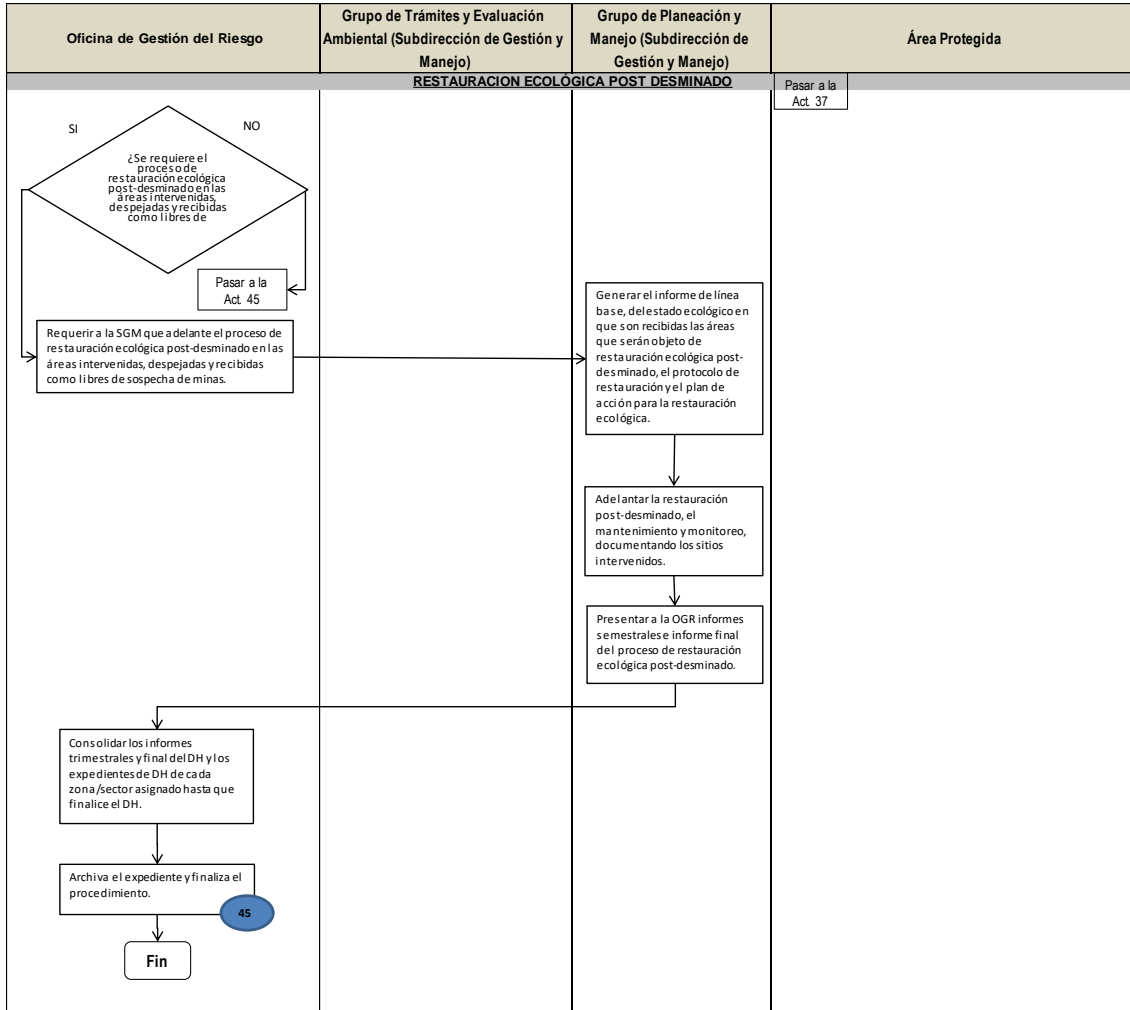 Oficina de Gestión del Riesgo
Grupo de Trámites y Evaluación
Ambiental (Subdirección de Gestión y
Manejo)
Grupo de Planeación y
Manejo (Subdirección de
Gestión y Manejo)
Área Protegida
RESTAURACION ECOLÓGICA POST DESMINADO
Pasar a la
Act. 37
SI
NO
¿Se requiere el
proceso de
restauración ecológica
post-desminado en las
áreas intervenidas,
despejadas y recibidas
como libres de
Pasar a la
Act. 45
Requerir a la SGM que adelante el proceso de
restauración ecológica post-desminado en las
áreas intervenidas, despejadas y recibidas
como libres de sospecha de minas.
Generar el informe de línea
base, del estado ecológico en
que son recibidas las áreas
que serán objeto de
restauración ecológica post-
desminado, el protocolo de
restauración y el plan de
acción para la restauración
ecológica.
Adelantar la restauración
post-desminado, el
mantenimiento y monitoreo,
documentando los sitios
intervenidos.
Presentar a la OGR informes
semestrales e informe final
del proceso de restauración
ecológica post-desminado.
Consolidar los informes
trimestrales y final del DH y los
expedientes de DH de cada
zona/sector asignado hasta que
finalice el DH.
Archiva el expediente y finaliza el
procedimiento.
45
Fin